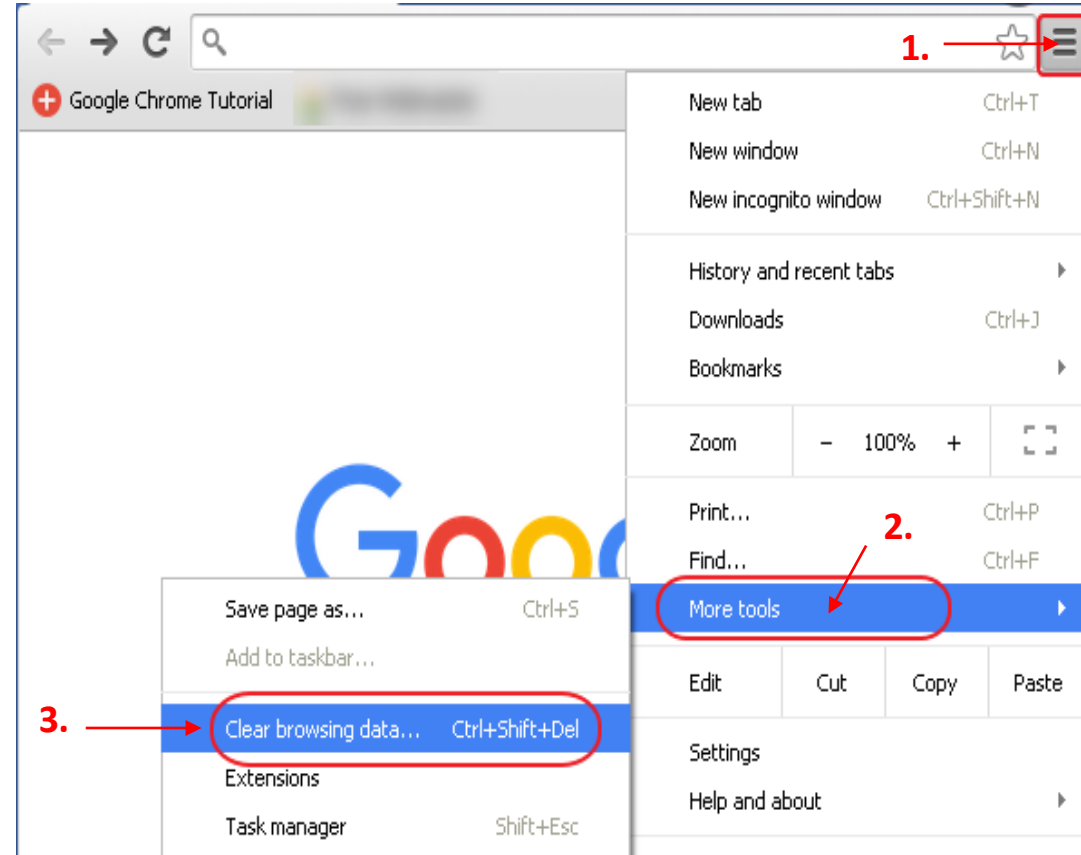 1.
Google Chrome Tutorial
New tab Ctrl+T
New window Ctrl+N
New incognito window Ctrl+Shift+N
History and recent tabs
Downloads Ctrl+J
Bookmarks
Zoom - 100% +
Print... Ctrl+P
2.
Find... Ctrl+F
More tools
Save page as... Ctrl+S
Add to taskbar...
Edit Cut Copy Paste
3.
Clear browsing data... Ctrl+Shift+Del
Settings
Extensions
Help and about
Task manager Shift+Esc